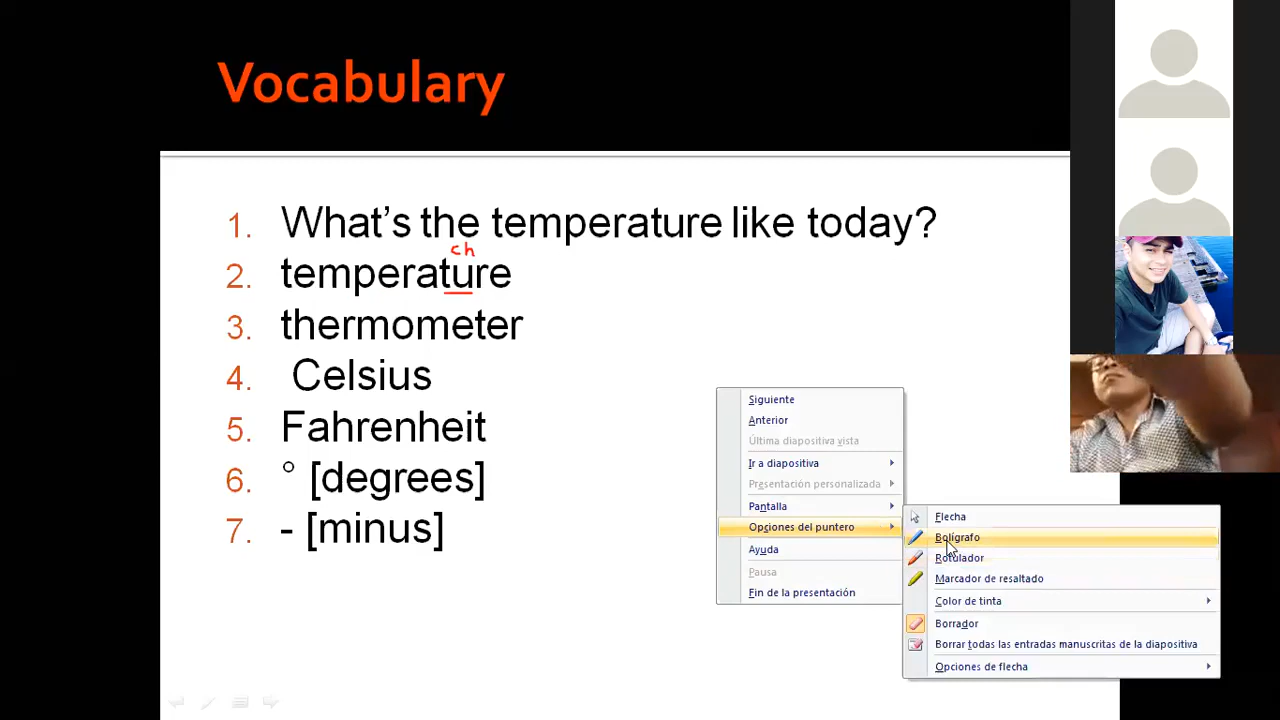 Vocabulary
1. What's the temperature like today?
ch
2. temperature
3. thermometer
4. Celsius
5. Fahrenheit
6. ° [degrees]
7. - [minus]
Siguiente
Anterior
Última diapositiva vista
Ir a diapositiva
Presentación personalizada
Pantalla
Opciones del puntero
Ayuda
Pausa
Fin de la presentación
Flecha
Bolígrafo
Rotulador
Marcador de resaltado
Color de tinta
Borrador
Borrar todas las entradas manuscritas de la diapositiva
Opciones de flecha